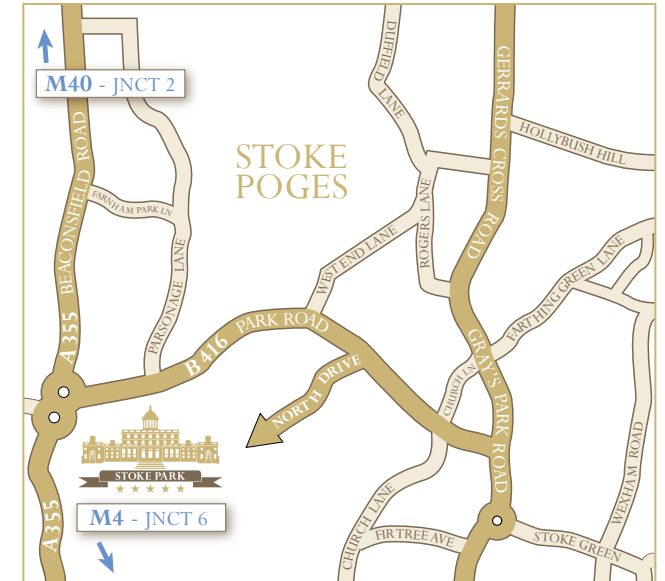 M40 - JNCT 2
DUFFIELD
LANE
GERRARDS CROSS
ROAD
HOLLYBUSH HILL
STOKE
POGES
BEACONSFIELD ROAD
A355
FARNHAM PARK LN
PARSONAGE LANE
ROGERS LANE
WEST END LANE
FARTHING GREEN LANE
B416 PARK ROAD
NORTH DRIVE
CHURCH LN
GRAY'S PARK ROAD
WEXHAM ROAD
STOKE PARK
M4 - JNCT 6
A355
CHURCH LANE
FIR TREE AVE
STOKE GREEN